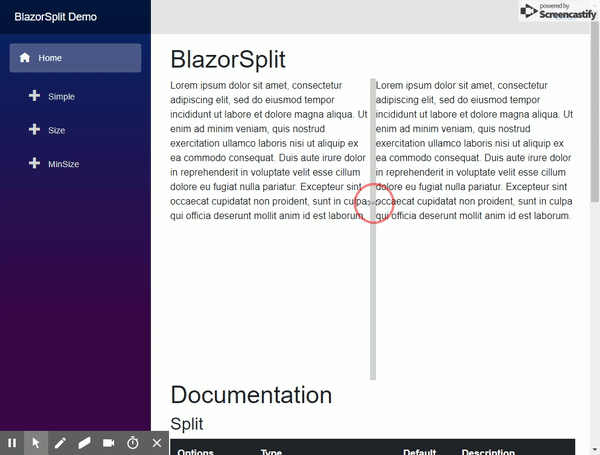 BlazorSplit Demo
powered by
Screencastify
Home
Simple
Size
MinSize
BlazorSplit
Lorem ipsum dolor sit amet, consectetur
adipiscing elit, sed do eiusmod tempor
incididunt ut labore et dolore magna aliqua. Ut
enim ad minim veniam, quis nostrud
exercitation ullamco laboris nisi ut aliquip ex
ea commodo consequat. Duis aute irure dolor
in reprehenderit in voluptate velit esse cillum
dolore eu fugiat nulla pariatur. Excepteur sint
occaecat cupidatat non proident, sunt in culpa
qui officia deserunt mollit anim id est laborum.
Lorem ipsum dolor sit amet, consectetur
adipiscing elit, sed do eiusmod tempor
incididunt ut labore et dolore magna aliqua. Ut
enim ad minim veniam, quis nostrud
exercitation ullamco laboris nisi ut aliquip ex
ea commodo consequat. Duis aute irure dolor
in reprehenderit in voluptate velit esse cillum
dolore eu fugiat nulla pariatur. Excepteur sint
occaecat cupidatat non proident, sunt in culpa
qui officia deserunt mollit anim id est laborum.
Documentation
Split
Options Type Default Description